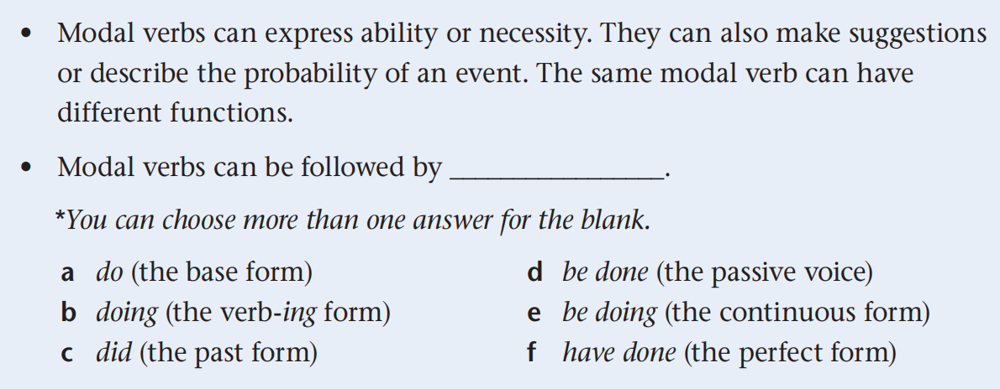 • Modal verbs can express ability or necessity. They can also make suggestions
or describe the probability of an event. The same modal verb can have
different functions.
• Modal verbs can be followed by ________________.
*You can choose more than one answer for the blank.
a do (the base form)
b doing (the verb-ing form)
c did (the past form)
d be done (the passive voice)
e be doing (the continuous form)
f have done (the perfect form)